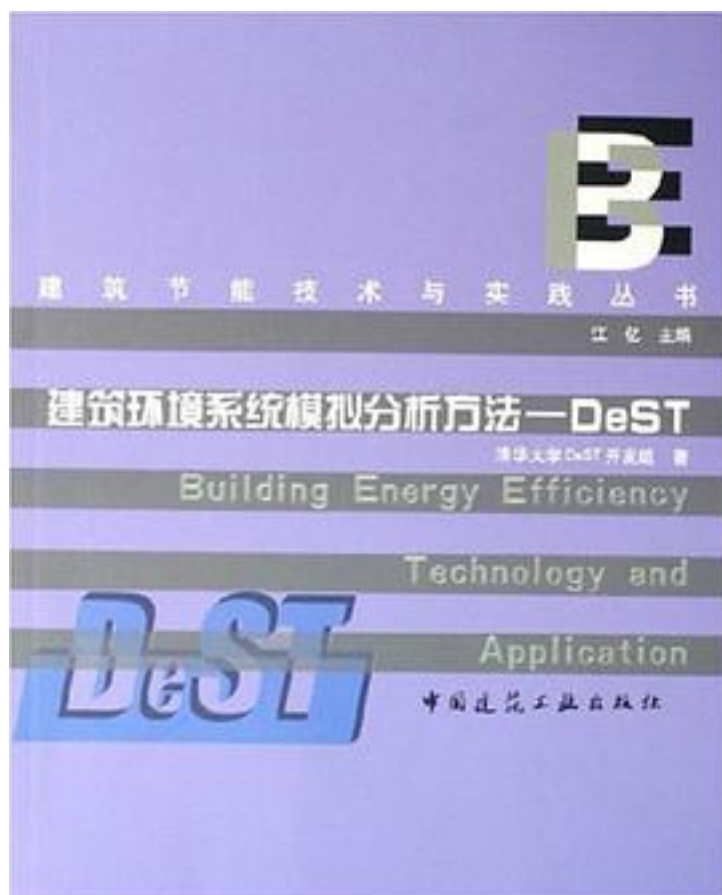 BE
建筑节能技术与实践丛书
江亿 主编
建筑环境系统模拟分析方法—DeST
清华大学DeST开发组 著
Building Energy Efficiency
Technology and
Application
DeST
中国建筑工业出版社